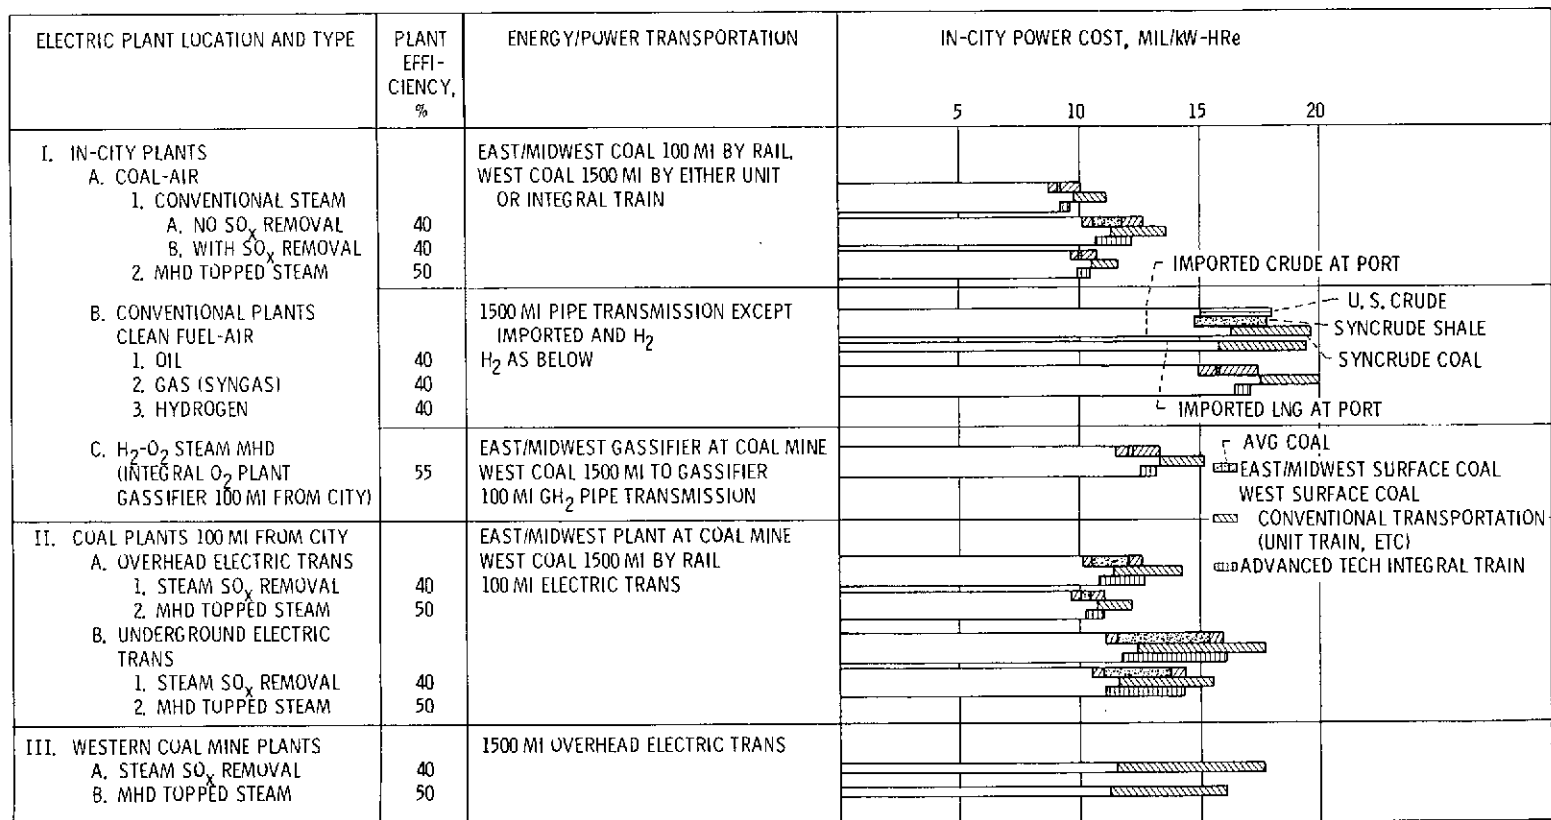 ELECTRIC PLANT LOCATION AND TYPE
PLANT
EFFI-
CIENCY,
%
ENERGY/POWER TRANSPORTATION
IN-CITY POWER COST, MIL/kW-HRe
5 10 15 20
I. IN-CITY PLANTS
A. COAL-AIR
1. CONVENTIONAL STEAM
A. NO SOx REMOVAL 40
B. WITH SOx REMOVAL 40
2. MHD TOPPED STEAM 50
EAST/MIDWEST COAL 100 MI BY RAIL,
WEST COAL 1500 MI BY EITHER UNIT
OR INTEGRAL TRAIN
IMPORTED CRUDE AT PORT
B. CONVENTIONAL PLANTS
CLEAN FUEL-AIR
1. OIL 40
2. GAS (SYNGAS) 40
3. HYDROGEN 40
1500 MI PIPE TRANSMISSION EXCEPT
IMPORTED AND H2
H2 AS BELOW
U. S. CRUDE
SYNCRUDE SHALE
SYNCRUDE COAL
IMPORTED LNG AT PORT
C. H2-O2 STEAM MHD
(INTEGRAL O2 PLANT 55
GASSIFIER 100 MI FROM CITY)
EAST/MIDWEST GASSIFIER AT COAL MINE
WEST COAL 1500 MI TO GASSIFIER
100 MI GH2 PIPE TRANSMISSION
AVG COAL
EAST/MIDWEST SURFACE COAL
WEST SURFACE COAL
CONVENTIONAL TRANSPORTATION
(UNIT TRAIN, ETC)
ADVANCED TECH INTEGRAL TRAIN
II. COAL PLANTS 100 MI FROM CITY
A. OVERHEAD ELECTRIC TRANS
1. STEAM SOx REMOVAL 40
2. MHD TOPPED STEAM 50
B. UNDERGROUND ELECTRIC
TRANS
1. STEAM SOx REMOVAL 40
2. MHD TOPPED STEAM 50
EAST/MIDWEST PLANT AT COAL MINE
WEST COAL 1500 MI BY RAIL
100 MI ELECTRIC TRANS
III. WESTERN COAL MINE PLANTS
A. STEAM SOx REMOVAL 40
B. MHD TOPPED STEAM 50
1500 MI OVERHEAD ELECTRIC TRANS